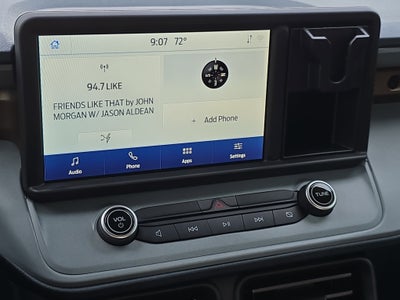 9:07 72°
94.7 LIKE
FRIENDS LIKE THAT by JOHN
MORGAN W/ JASON ALDEAN
+ Add Phone
Audio Phone Apps Settings
VOL
TUNE